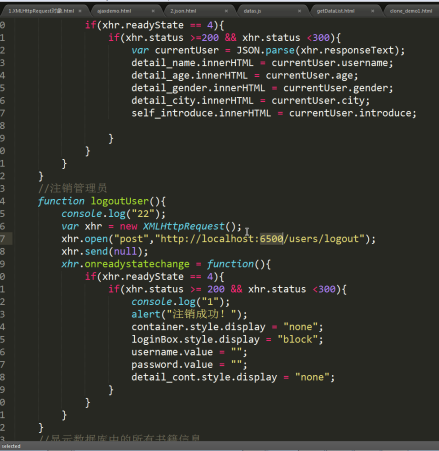 1.XMLHttpRequest对象.html × ajaxdemo.html × 2.json.html × datas.js × getDataList.html × clone_demo1.html
0 if(xhr.readyState == 4){
1 if(xhr.status >=200 && xhr.status <300){
2 var currentUser = JSON.parse(xhr.responseText);
3 detail_name.innerHTML = currentUser.username;
4 detail_age.innerHTML = currentUser.age;
5 detail_gender.innerHTML = currentUser.gender;
6 detail_city.innerHTML = currentUser.city;
7 self_introduce.innerHTML = currentUser.introduce;
8
9 }
0 }
1 }
2 }
3 //注销管理员
4 function logoutUser(){
5 console.log("22");
6 var xhr = new XMLHttpRequest();
7 xhr.open("post","http://localhost:6500/users/logout");
8 xhr.send(null);
9 xhr.onreadystatechange = function(){
0 if(xhr.readyState == 4){
1 if(xhr.status >= 200 && xhr.status <300){
2 console.log("1");
3 alert("注销成功！");
4 container.style.display = "none";
5 loginBox.style.display = "block";
6 username.value = "";
7 password.value = "";
8 detail_cont.style.display = "none";
9 }
0 }
1 }
2 }
3 //显示数据库中的所有书籍信息
selected